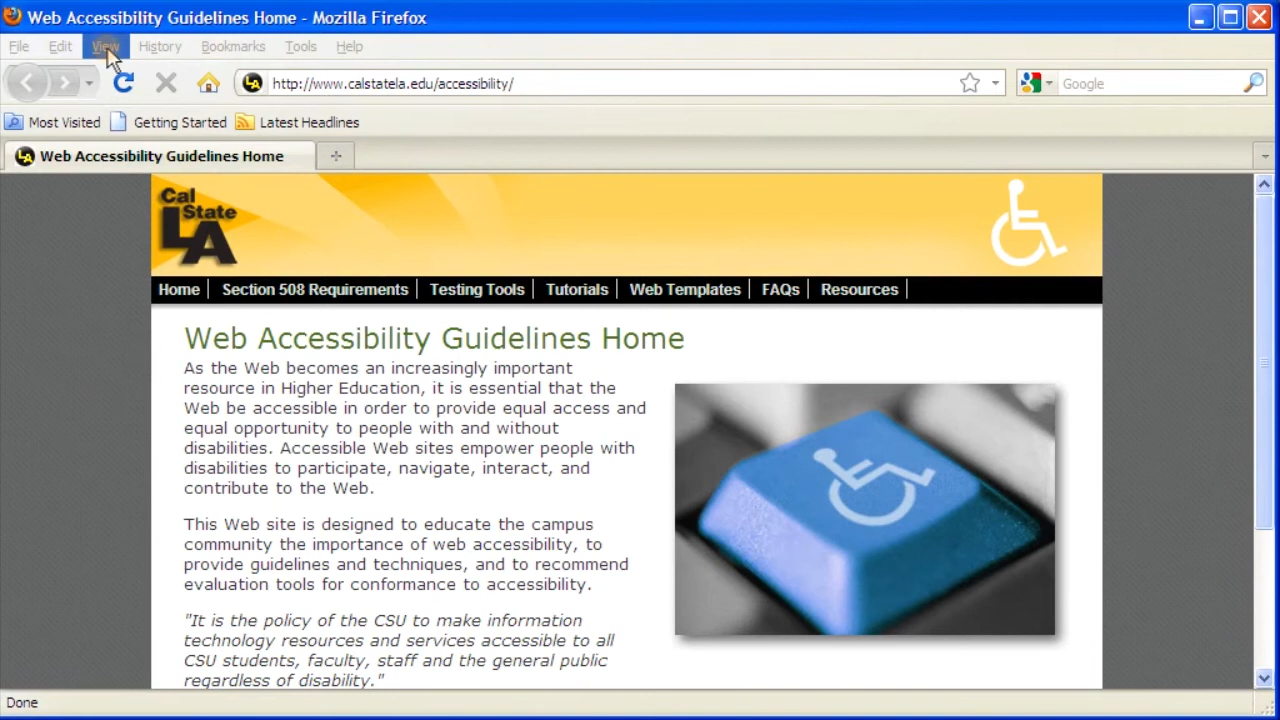 Web Accessibility Guidelines Home - Mozilla Firefox
File Edit View History Bookmarks Tools Help
http://www.calstatela.edu/accessibility/
Google
Most Visited Getting Started Latest Headlines
Web Accessibility Guidelines Home
Cal State LA
Home Section 508 Requirements Testing Tools Tutorials Web Templates FAQs Resources
Web Accessibility Guidelines Home
As the Web becomes an increasingly important
resource in Higher Education, it is essential that the
Web be accessible in order to provide equal access and
equal opportunity to people with and without
disabilities. Accessible Web sites empower people with
disabilities to participate, navigate, interact, and
contribute to the Web.
This Web site is designed to educate the campus
community the importance of web accessibility, to
provide guidelines and techniques, and to recommend
evaluation tools for conformance to accessibility.
"It is the policy of the CSU to make information
technology resources and services accessible to all
CSU students, faculty, staff and the general public
regardless of disability."
Done